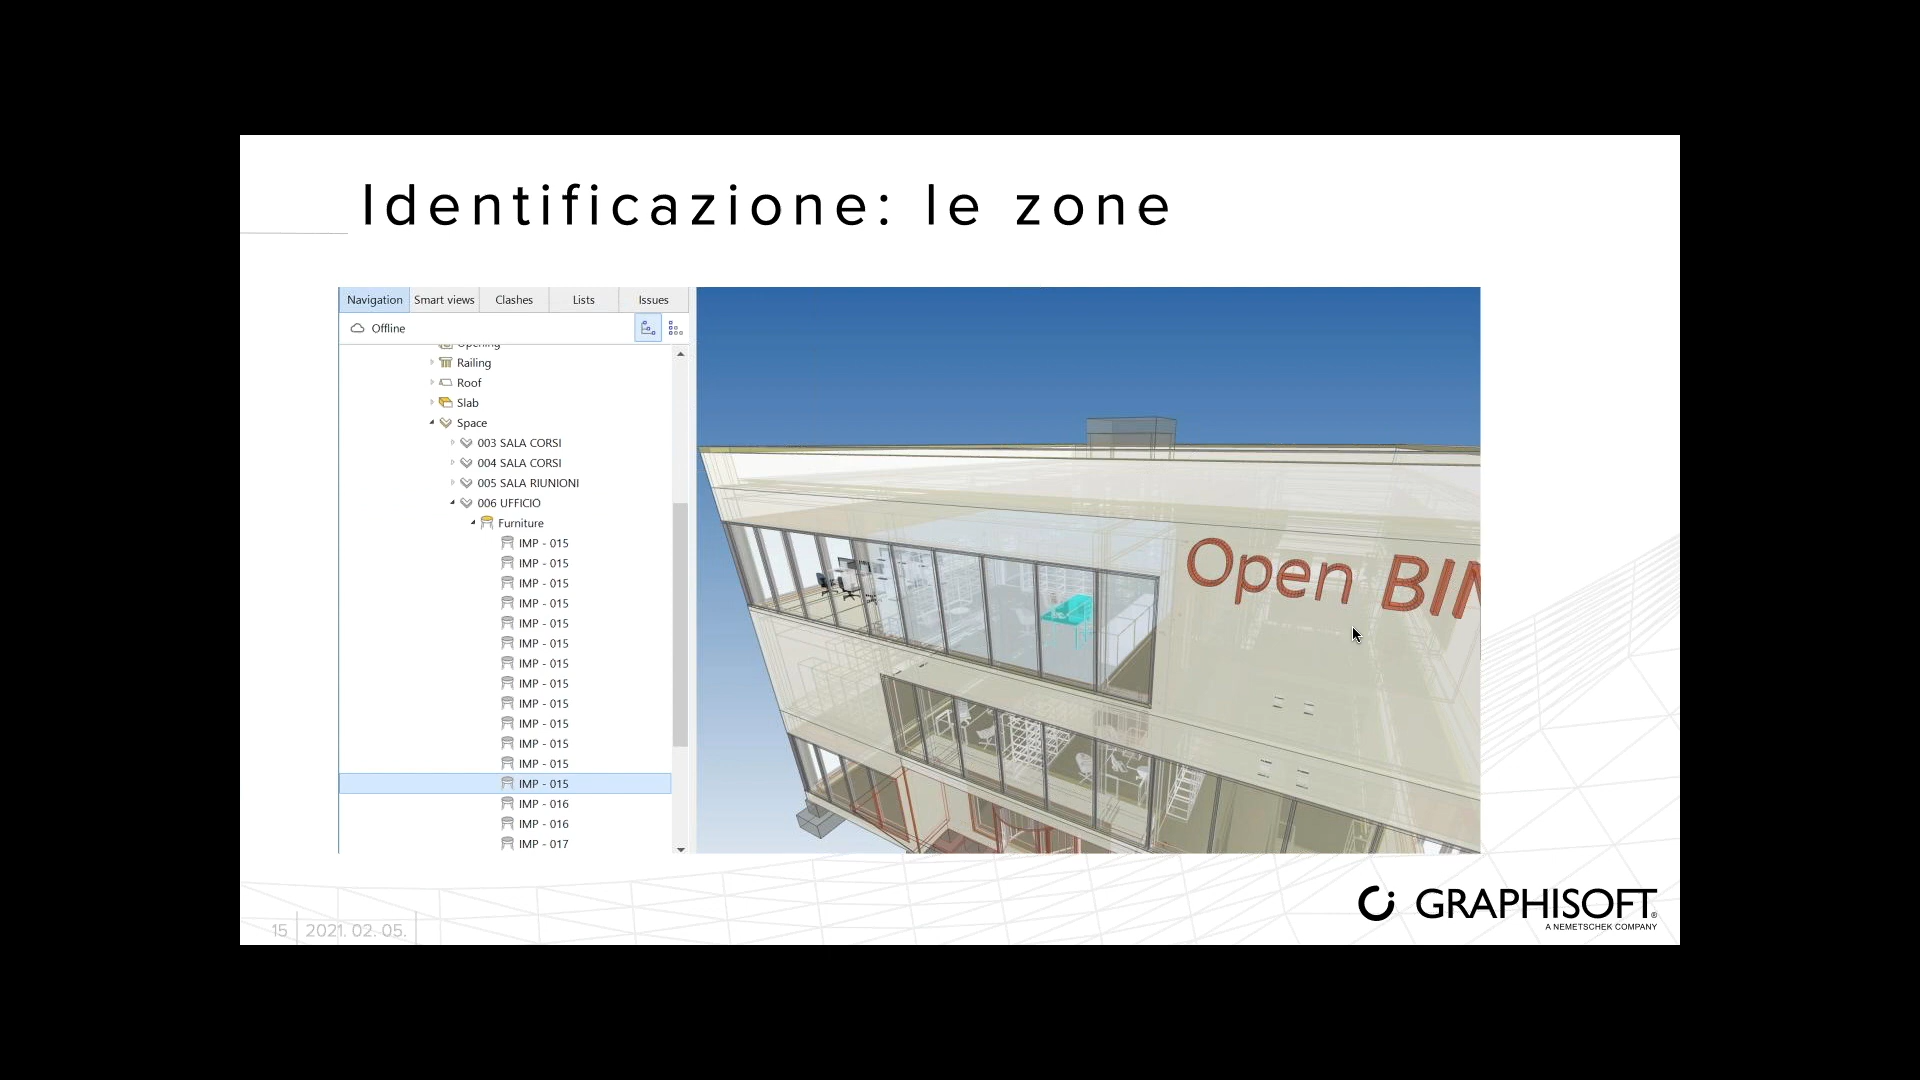 Identificazione: le zone
Navigation
Smart views
Clashes
Lists
Issues
Offline
Opening
Railing
Roof
Slab
Space
003 SALA CORSI
004 SALA CORSI
005 SALA RIUNIONI
006 UFFICIO
Furniture
IMP - 015
IMP - 015
IMP - 015
IMP - 015
IMP - 015
IMP - 015
IMP - 015
IMP - 015
IMP - 015
IMP - 015
IMP - 015
IMP - 015
IMP - 015
IMP - 016
IMP - 016
IMP - 017
Open BIM
GRAPHISOFT®
A NEMETSCHEK COMPANY
15
2021. 02. 05.